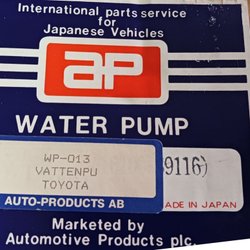 International parts service
for
Japanese Vehicles
ap
WATER PUMP
WP-013
VATTENPU
TOYOTA
9116)
AUTO-PRODUCTS AB
MADE IN JAPAN
Marketed by
Automotive Products plc.